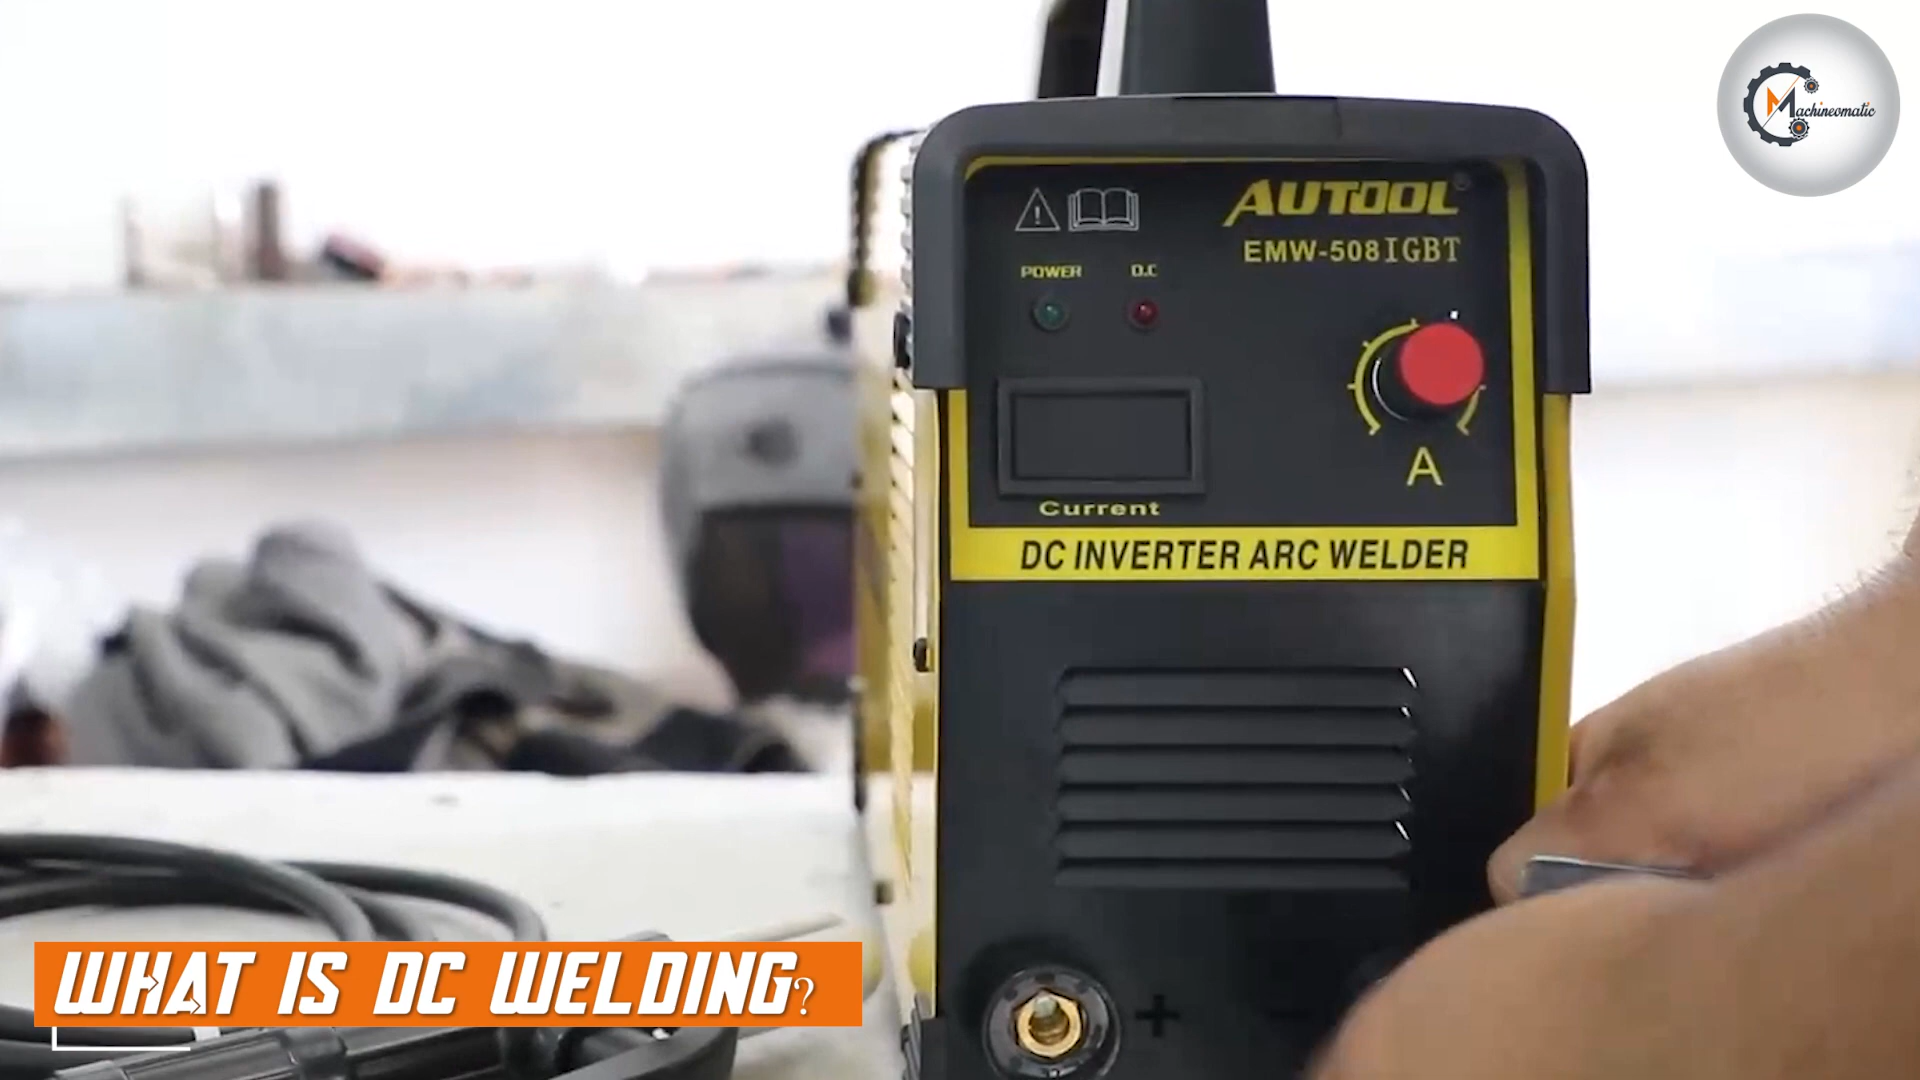 Machineomatic
AUTOOL®
EMW-508IGBT
POWER
D.C
A
Current
DC INVERTER ARC WELDER
+
-
WHAT IS DC WELDING?